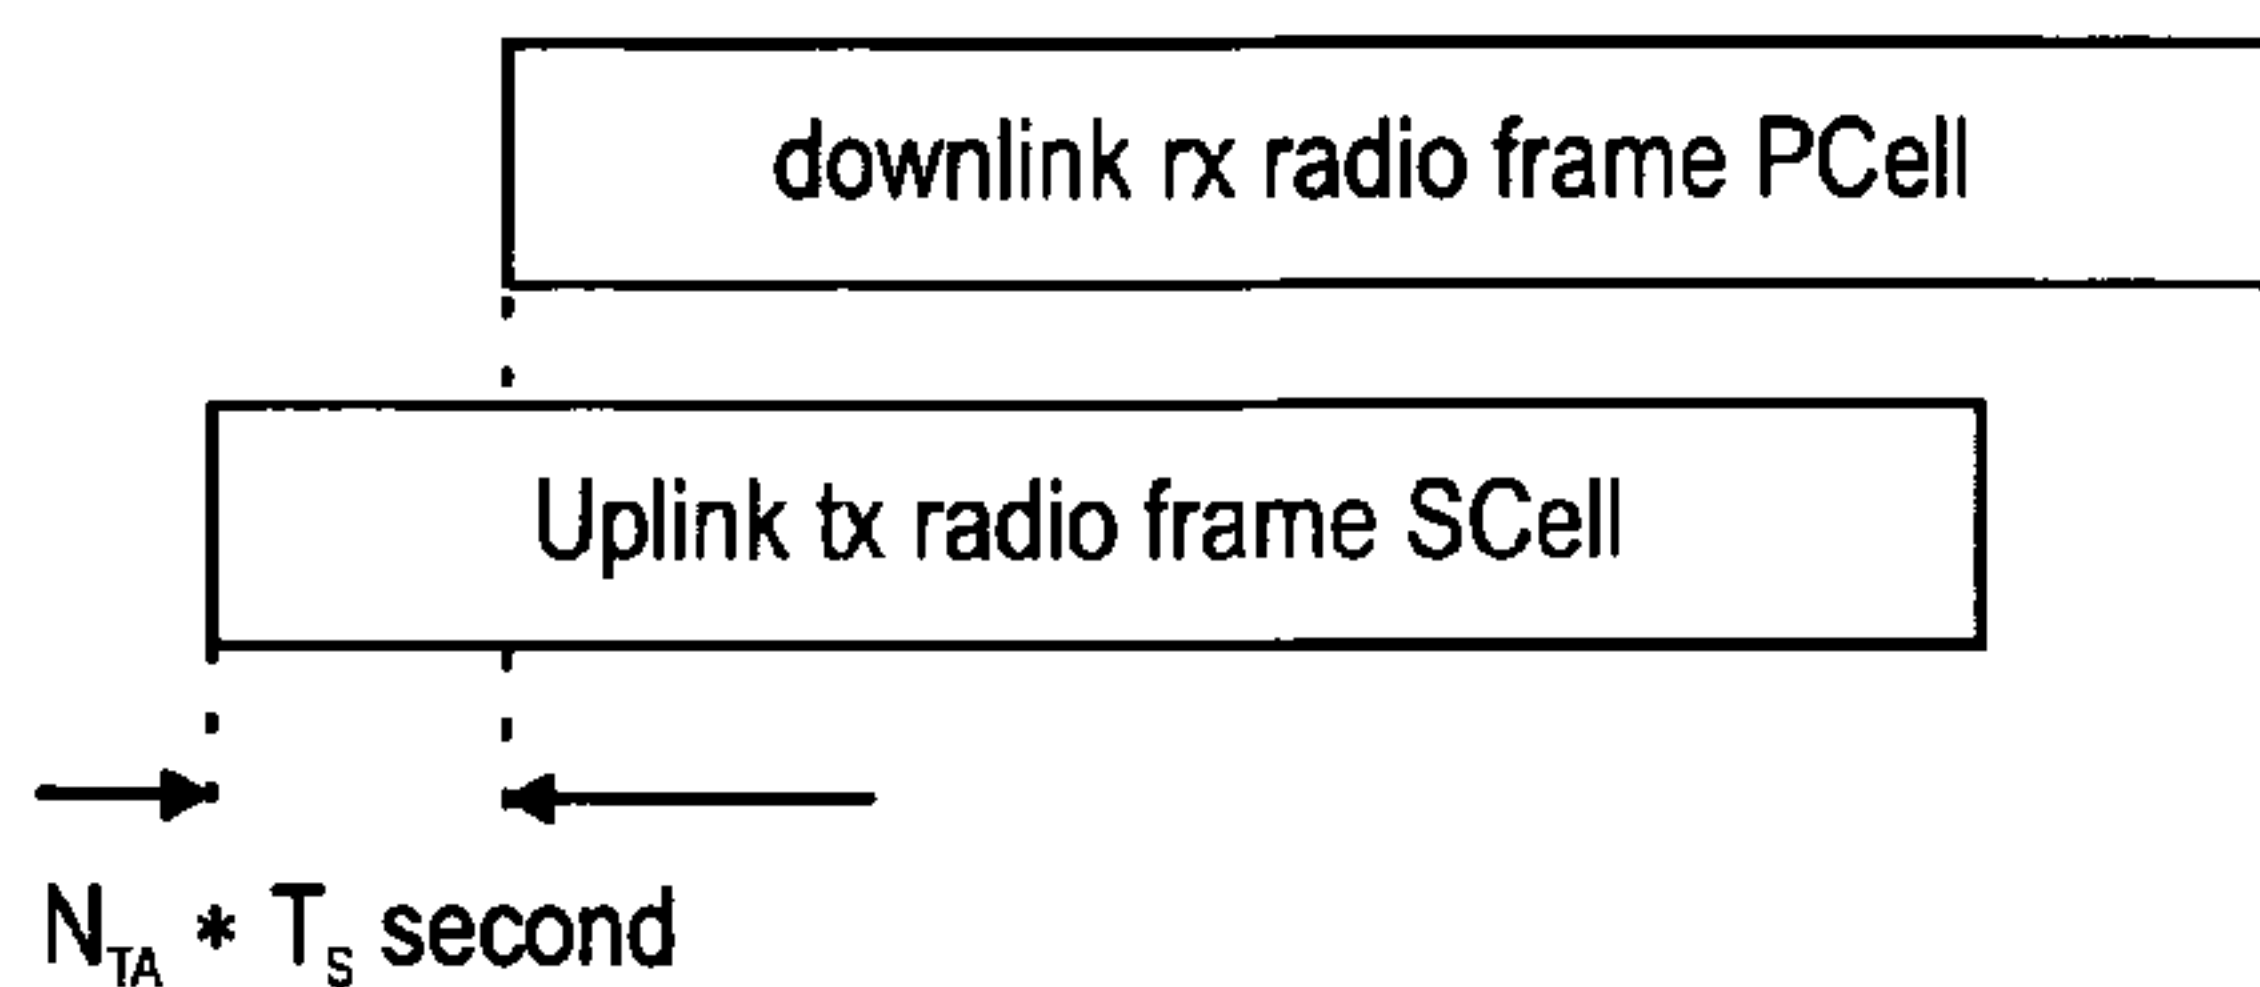 downlink rx radio frame PCell
Uplink tx radio frame SCell
N_TA * T_S second